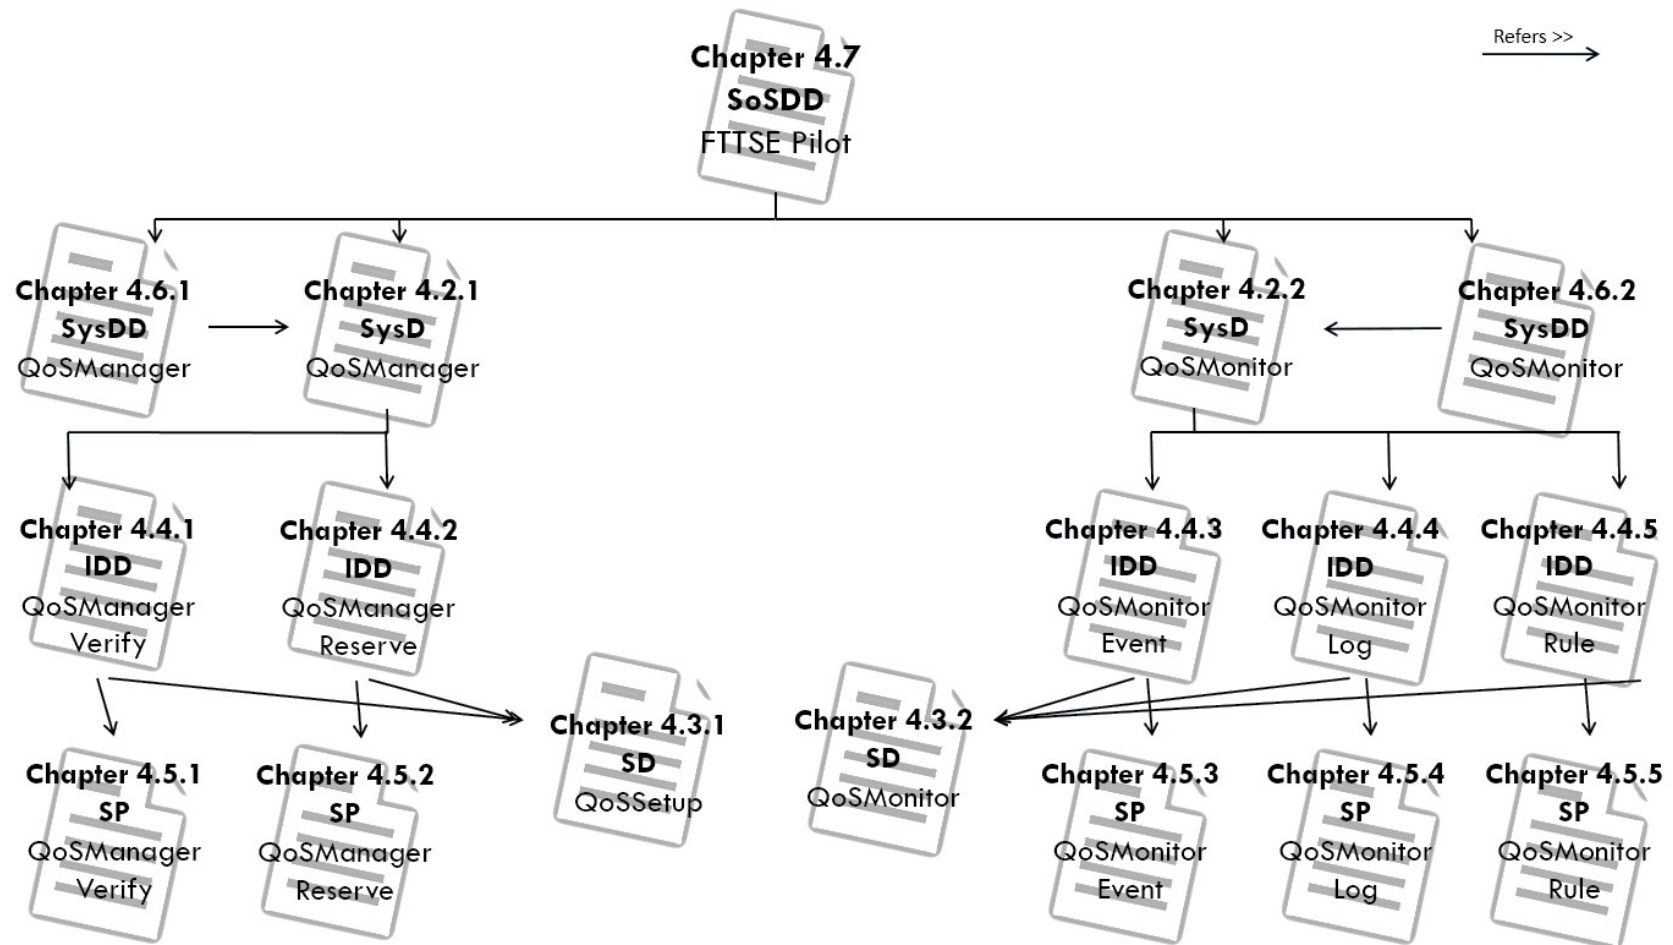 Refers >>
Chapter 4.7
SoSDD
FTTSE Pilot
Chapter 4.6.1
SysDD
QoSManager
Chapter 4.2.1
SysD
QoSManager
Chapter 4.2.2
SysD
QoSMonitor
Chapter 4.6.2
SysDD
QoSMonitor
Chapter 4.4.1
IDD
QoSManager
Verify
Chapter 4.4.2
IDD
QoSManager
Reserve
Chapter 4.4.3
IDD
QoSMonitor
Event
Chapter 4.4.4
IDD
QoSMonitor
Log
Chapter 4.4.5
IDD
QoSMonitor
Rule
Chapter 4.3.1
SD
QoSSetup
Chapter 4.3.2
SD
QoSMonitor
Chapter 4.5.1
SP
QoSManager
Verify
Chapter 4.5.2
SP
QoSManager
Reserve
Chapter 4.5.3
SP
QoSMonitor
Event
Chapter 4.5.4
SP
QoSMonitor
Log
Chapter 4.5.5
SP
QoSMonitor
Rule